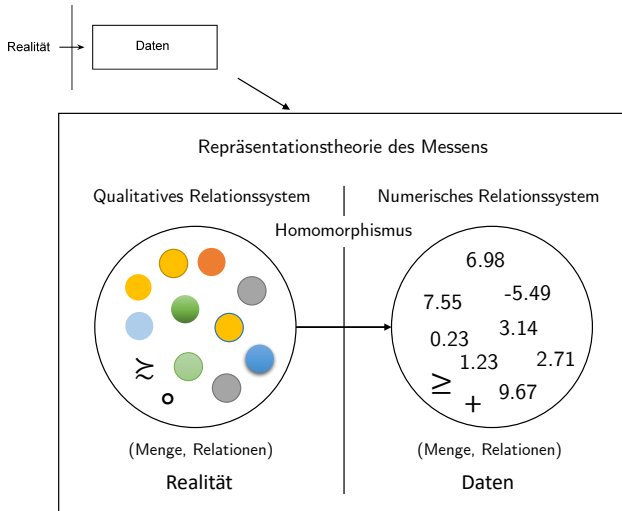 Realität
Daten
Repräsentationstheorie des Messens
Qualitatives Relationssystem
Numerisches Relationssystem
Homomorphismus
6.98
7.55
-5.49
0.23
3.14
1.23
2.71
≿
≥
9.67
∘
+
(Menge, Relationen)
(Menge, Relationen)
Realität
Daten